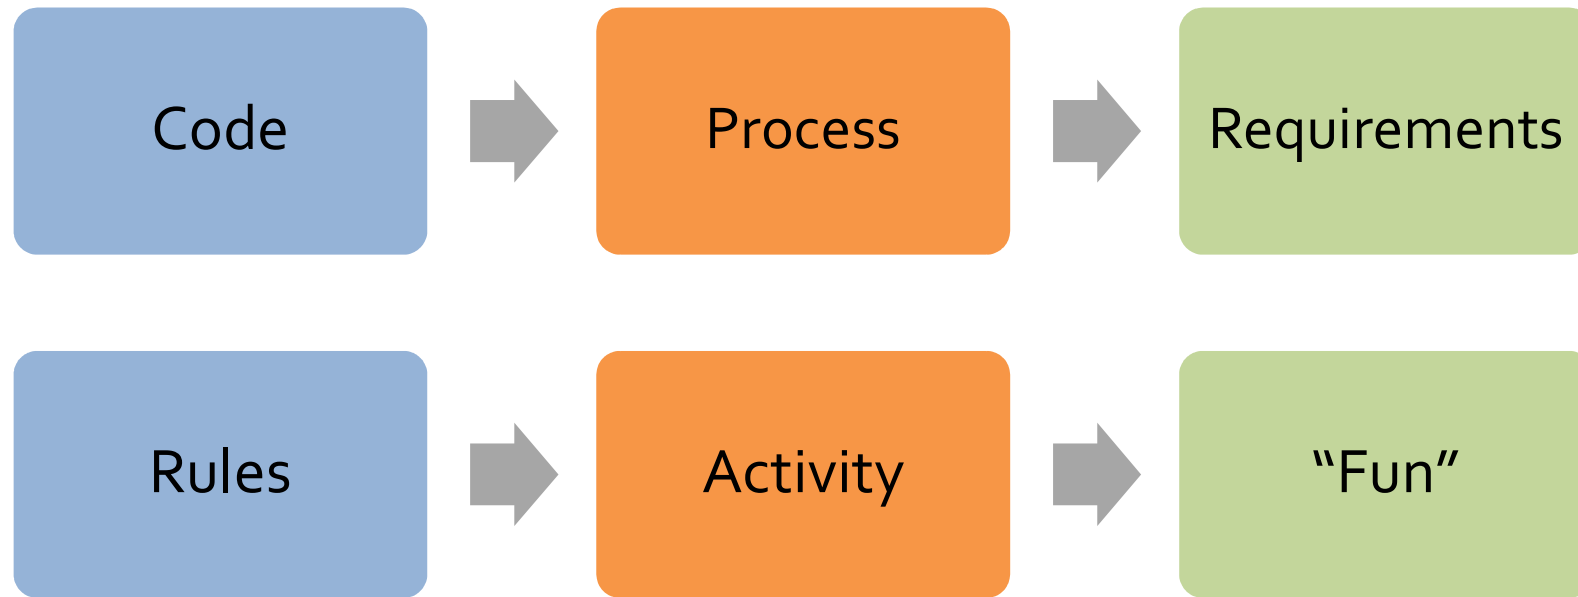 Code
Process
Requirements
Rules
Activity
“Fun”